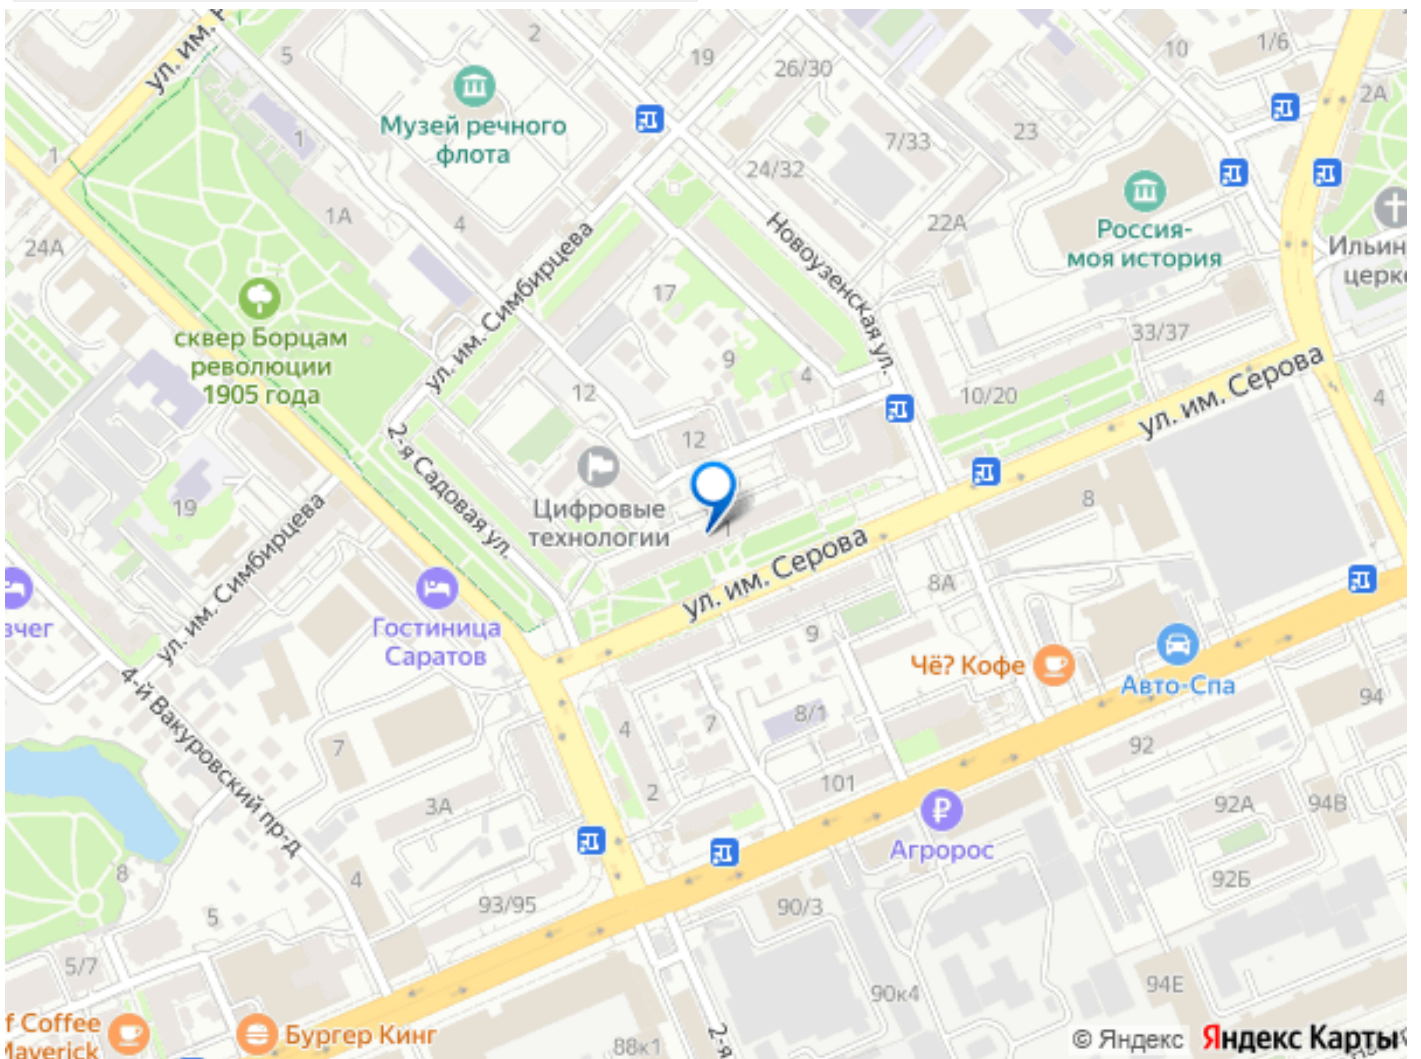 ул. им.
5
2
19
26/30
10
1/6
2А
Музей речного
флота
1
1
7/33
23
24/32
1А
4
22А
24А
ул. им. Симбирцева
Новоузенская ул.
Россия-
моя история
Ильин
церк
17
33/37
сквер Борцам
революции
1905 года
9
4
10/20
4
ул. им. Серова
12
12
2-я Садовая ул.
Цифровые
технологии
1
8
19
ул. им. Симбирцева
ул. им. Серова
8А
вчег
Гостиница
Саратов
9
Чё? Кофе
Авто-Спа
4-й Вакуровский пр-д
7
4
7
8/1
94
92
3А
2
101
92А
94В
Агророс
8
4
92Б
5
93/95
90/3
5/7
94Е
90к4
f Coffee
Maverick
Бургер Кинг
88к1
2-я
© Яндекс
Яндекс Карты